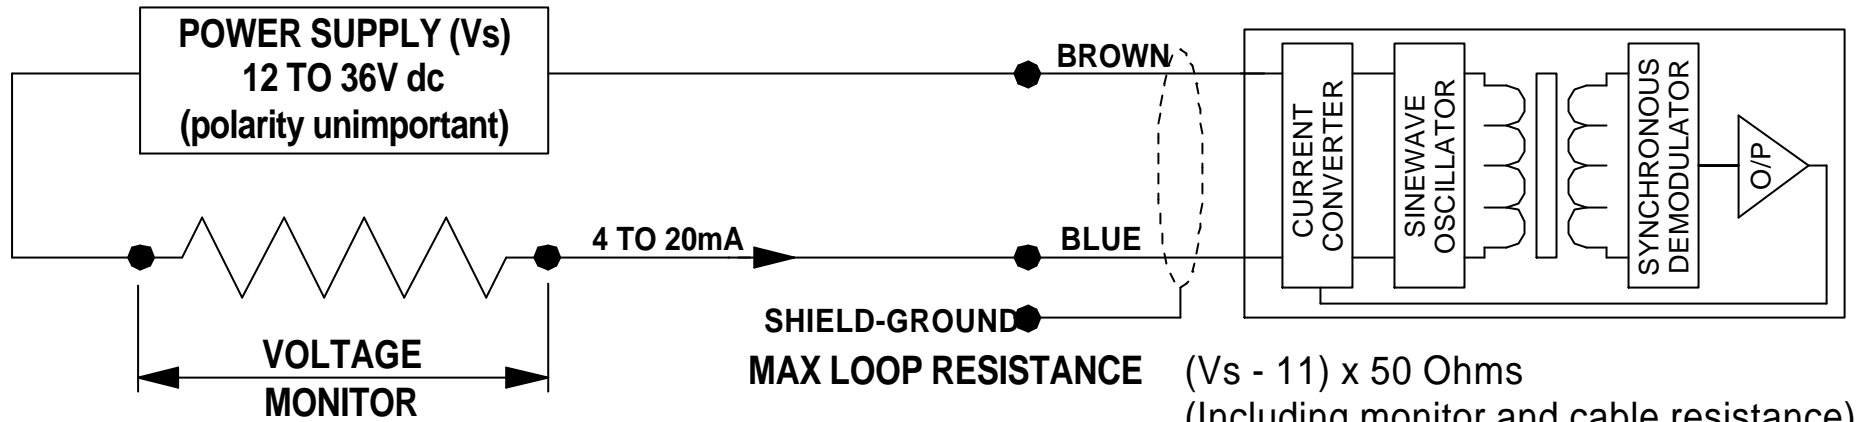 POWER SUPPLY (Vs)
12 TO 36V dc
(polarity unimportant)
BROWN
4 TO 20mA
BLUE
SHIELD-GROUND
VOLTAGE
MONITOR
MAX LOOP RESISTANCE (Vs - 11) x 50 Ohms
(Including monitor and cable resistance)
CURRENT
CONVERTER
SINEWAVE
OSCILLATOR
SYNCHRONOUS
DEMODULATOR
O/P